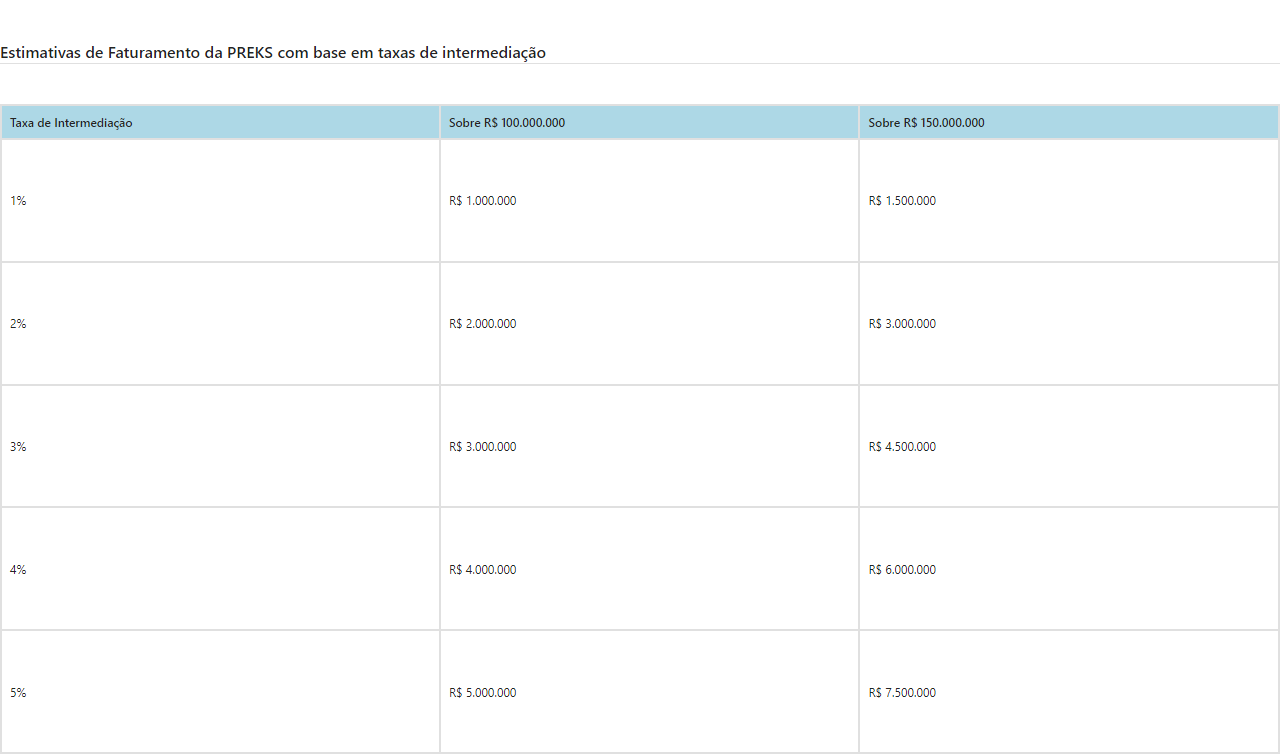 Estimativas de Faturamento da PREKS com base em taxas de intermediação
Taxa de Intermediação Sobre R$ 100.000.000 Sobre R$ 150.000.000
1% R$ 1.000.000 R$ 1.500.000
2% R$ 2.000.000 R$ 3.000.000
3% R$ 3.000.000 R$ 4.500.000
4% R$ 4.000.000 R$ 6.000.000
5% R$ 5.000.000 R$ 7.500.000